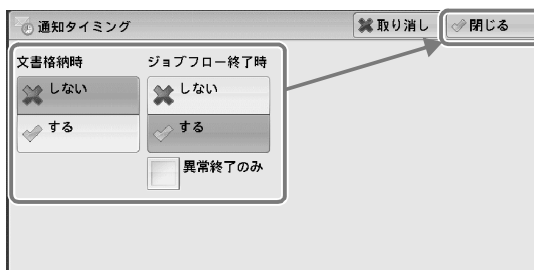 通知タイミング
取り消し
閉じる
文書格納時
ジョブフロー終了時
しない
しない
する
する
異常終了のみ